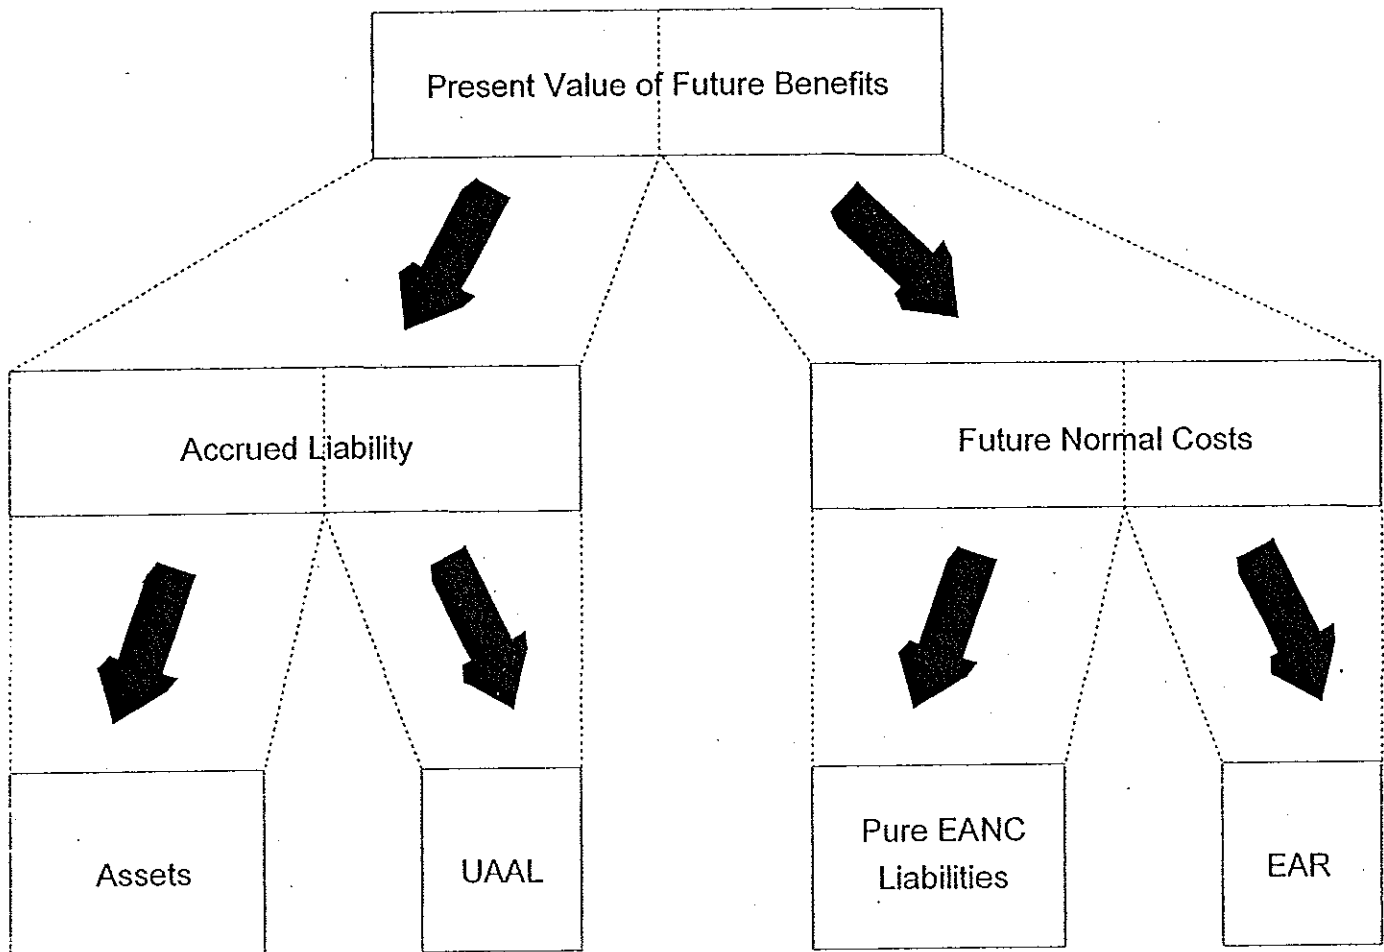 Present Value of Future Benefits
Accrued Liability
Future Normal Costs
Assets
UAAL
Pure EANC
Liabilities
EAR